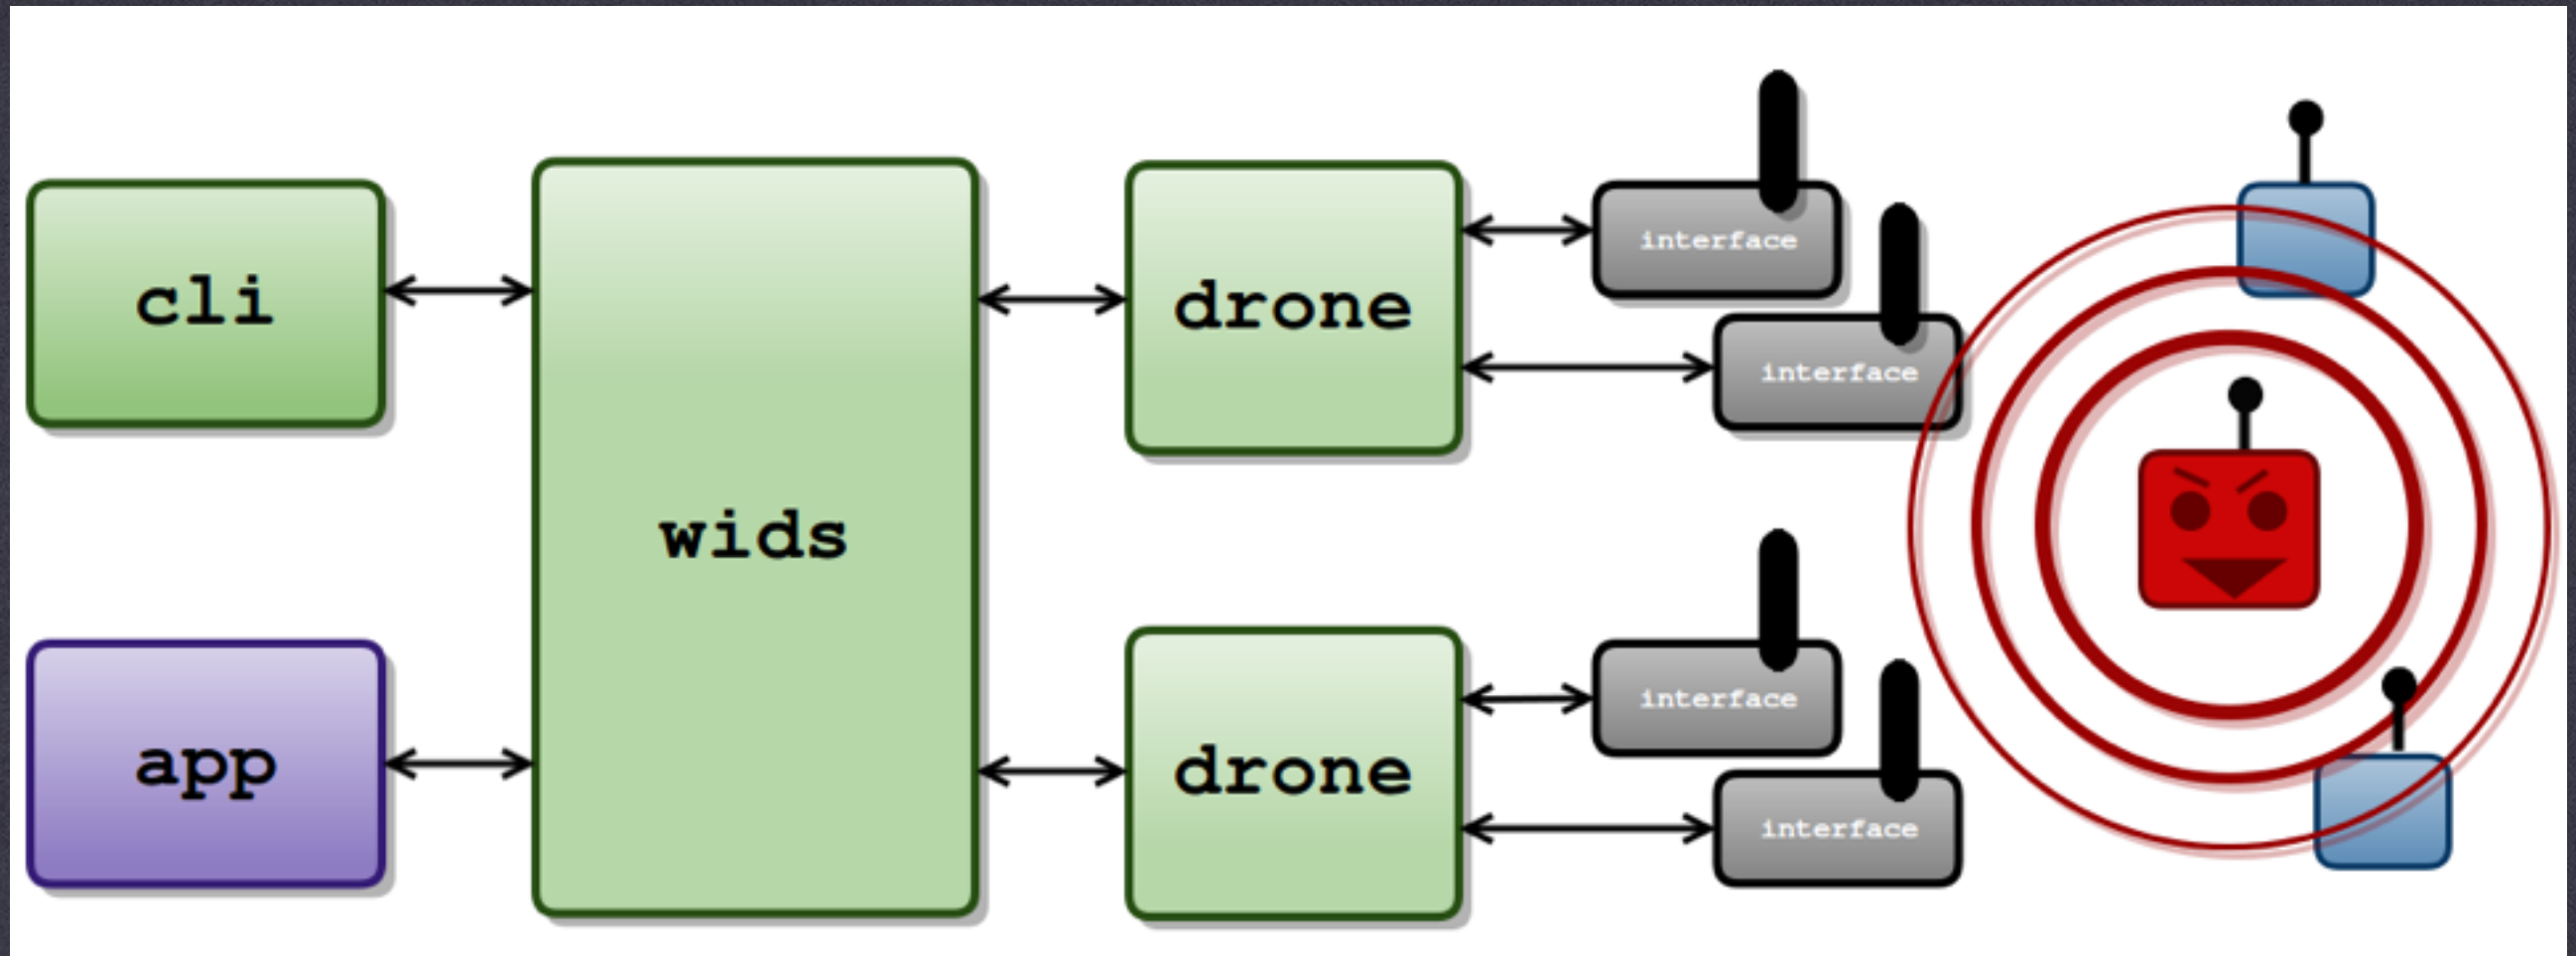 cli
wids
app
drone
interface
interface
drone
interface
interface